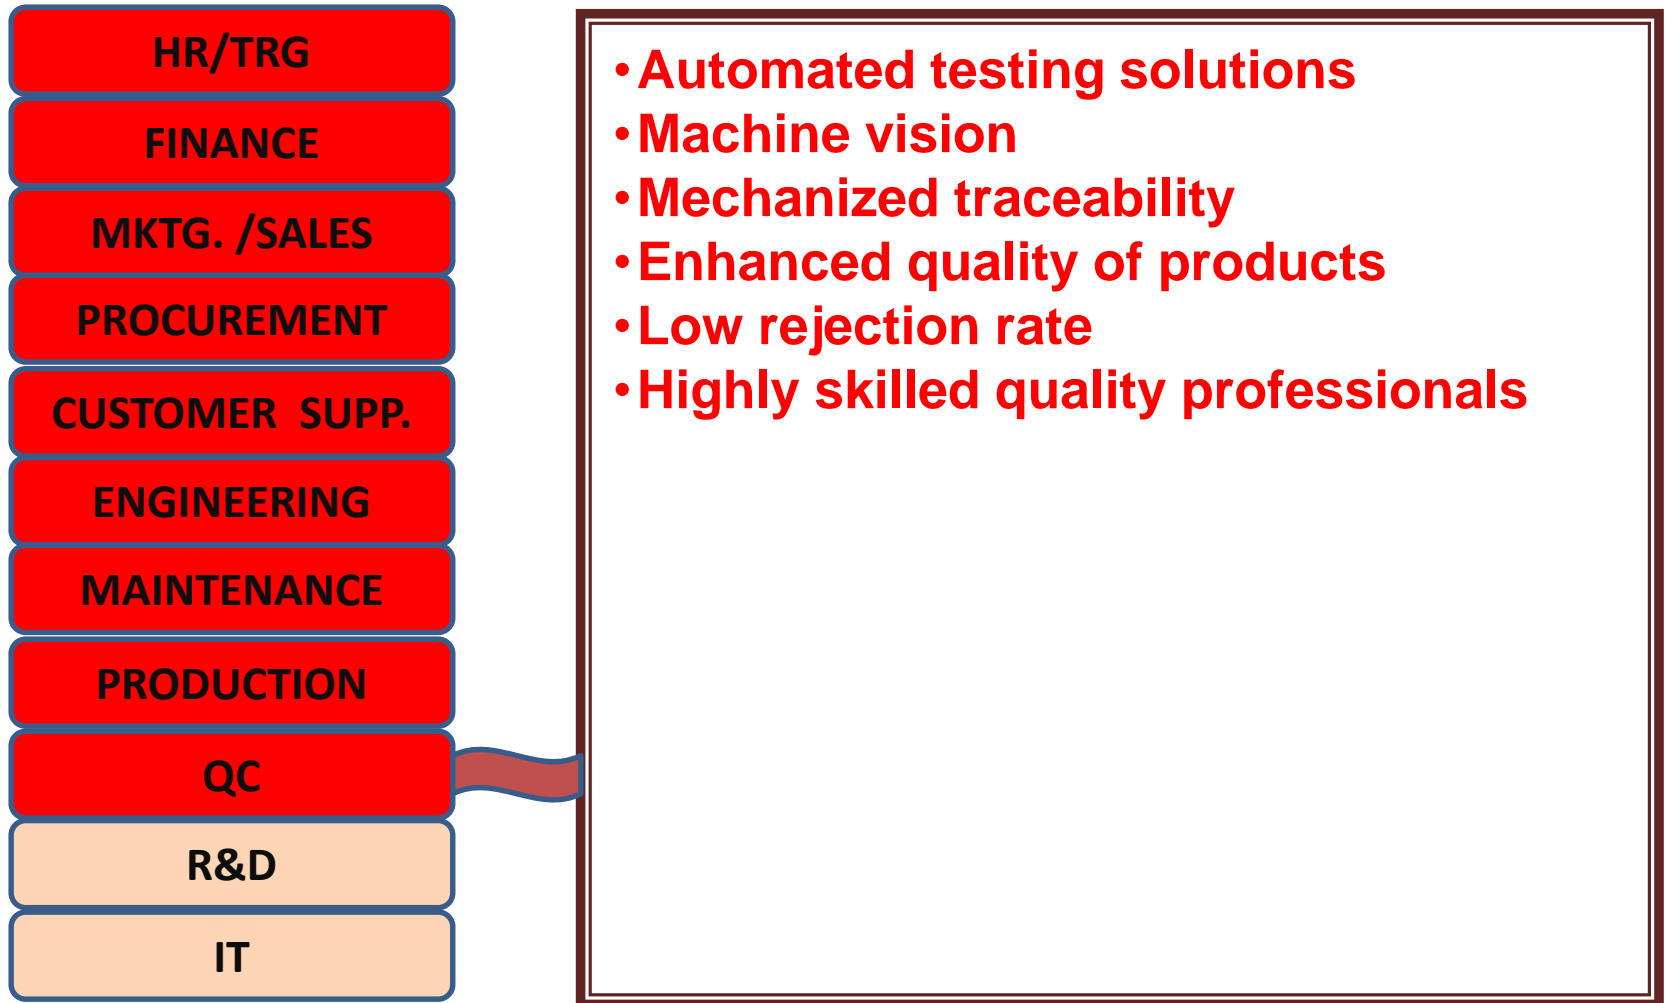 HR/TRG
FINANCE
MKTG. /SALES
PROCUREMENT
CUSTOMER SUPP.
ENGINEERING
MAINTENANCE
PRODUCTION
QC
R&D
IT
•Automated testing solutions
•Machine vision
•Mechanized traceability
•Enhanced quality of products
•Low rejection rate
•Highly skilled quality professionals